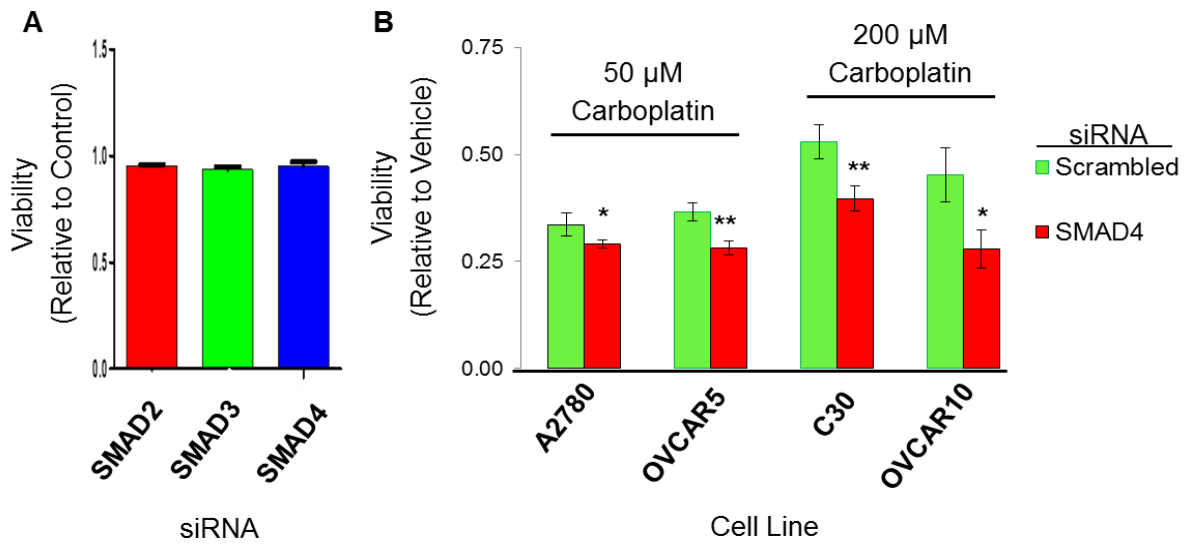 A
Viability
(Relative to Control)
1.5
1.0
0.5
0.0
SMAD2
SMAD3
SMAD4
siRNA
B
Viability
(Relative to Vehicle)
0.75
0.50
0.25
0.00
50 µM
Carboplatin
200 µM
Carboplatin
*
**
**
*
A2780
OVCAR5
C30
OVCAR10
Cell Line
siRNA
Scrambled
SMAD4